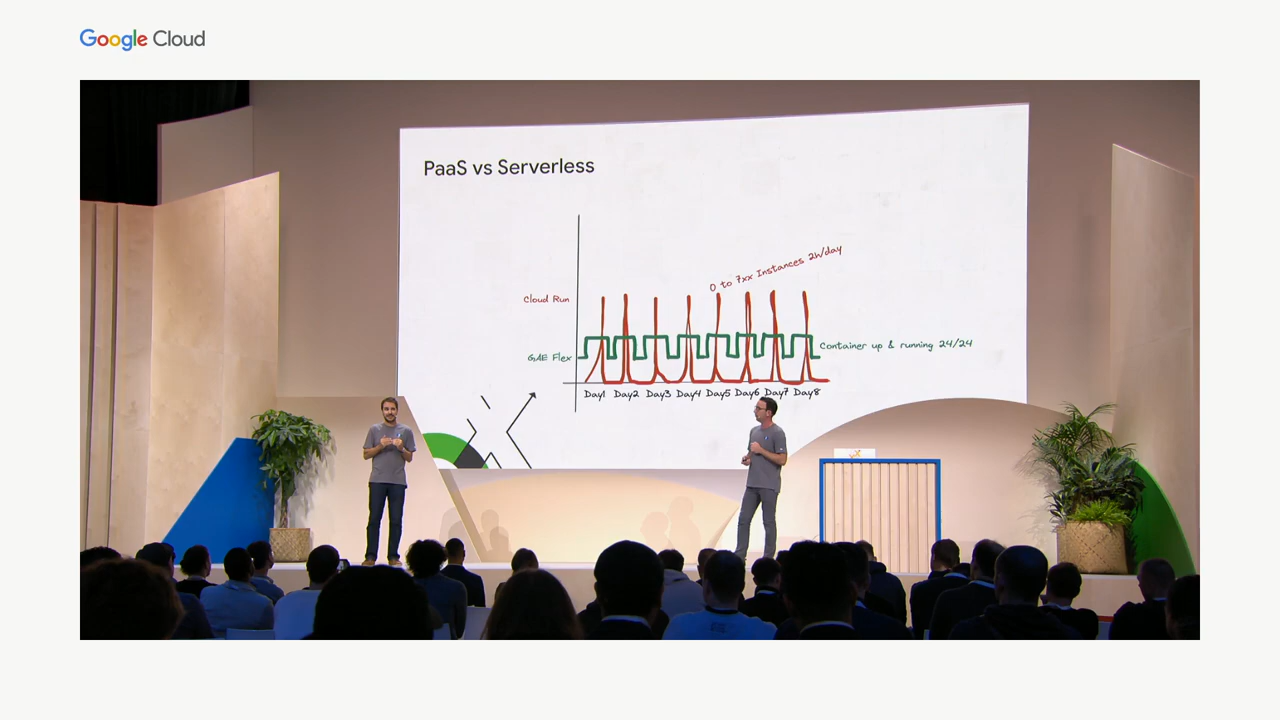 Google Cloud
PaaS vs Serverless
0 to 7xx Instances 2h/day
Cloud Run
GAE Flex
Container up & running 24/24
Day1 Day2 Day3 Day4 Day5 Day6 Day7 Day8